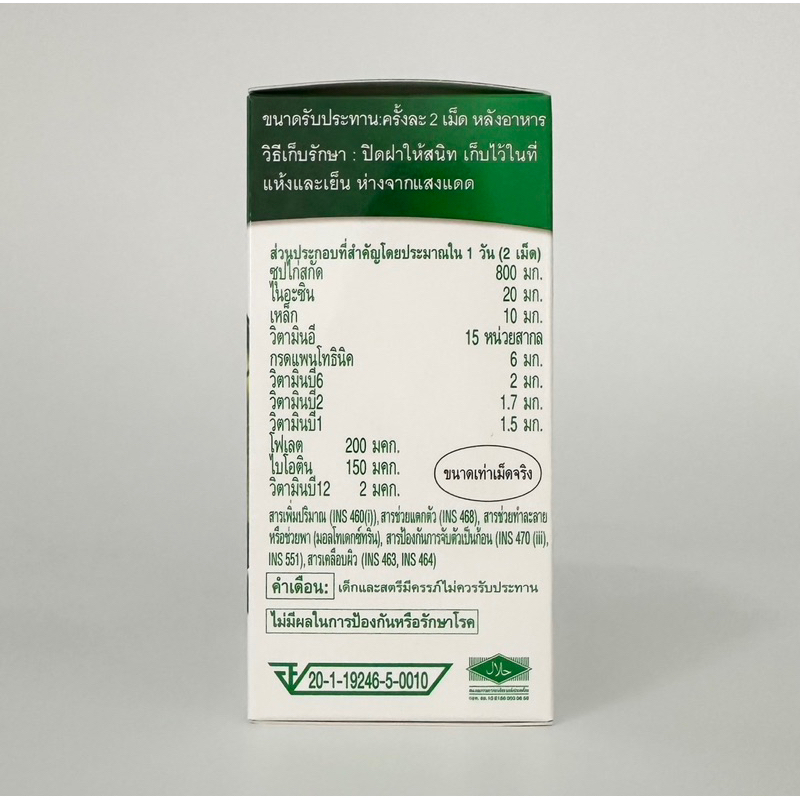 ขนาดรับประทาน:ครั้งละ 2 เม็ด หลังอาหาร
วิธีเก็บรักษา : ปิดฝาให้สนิท เก็บไว้ในที่
แห้งและเย็น ห่างจากแสงแดด
ส่วนประกอบที่สำคัญโดยประมาณใน 1 วัน (2 เม็ด)
ซุปไก่สกัด 800 มก.
ไนอะซิน 20 มก.
เหล็ก 10 มก.
วิตามินอี 15 หน่วยสากล
กรดแพนโทธินิค 6 มก.
วิตามินบี6 2 มก.
วิตามินบี2 1.7 มก.
วิตามินบี1 1.5 มก.
โฟเลต 200 มคก.
ไบโอติน 150 มคก.
วิตามินบี12 2 มคก.
ขนาดเท่าเม็ดจริง
สารเพิ่มปริมาณ (INS 460(i)), สารช่วยแตกตัว (INS 468), สารช่วยทำละลาย
หรือช่วยพา (มอลโทเดกซ์ทริน), สารป้องกันการจับตัวเป็นก้อน (INS 470 (iii),
INS 551), สารเคลือบผิว (INS 463, INS 464)
คำเตือน: เด็กและสตรีมีครรภ์ไม่ควรรับประทาน
ไม่มีผลในการป้องกันหรือรักษาโรค
20-1-19246-5-0010
حلال